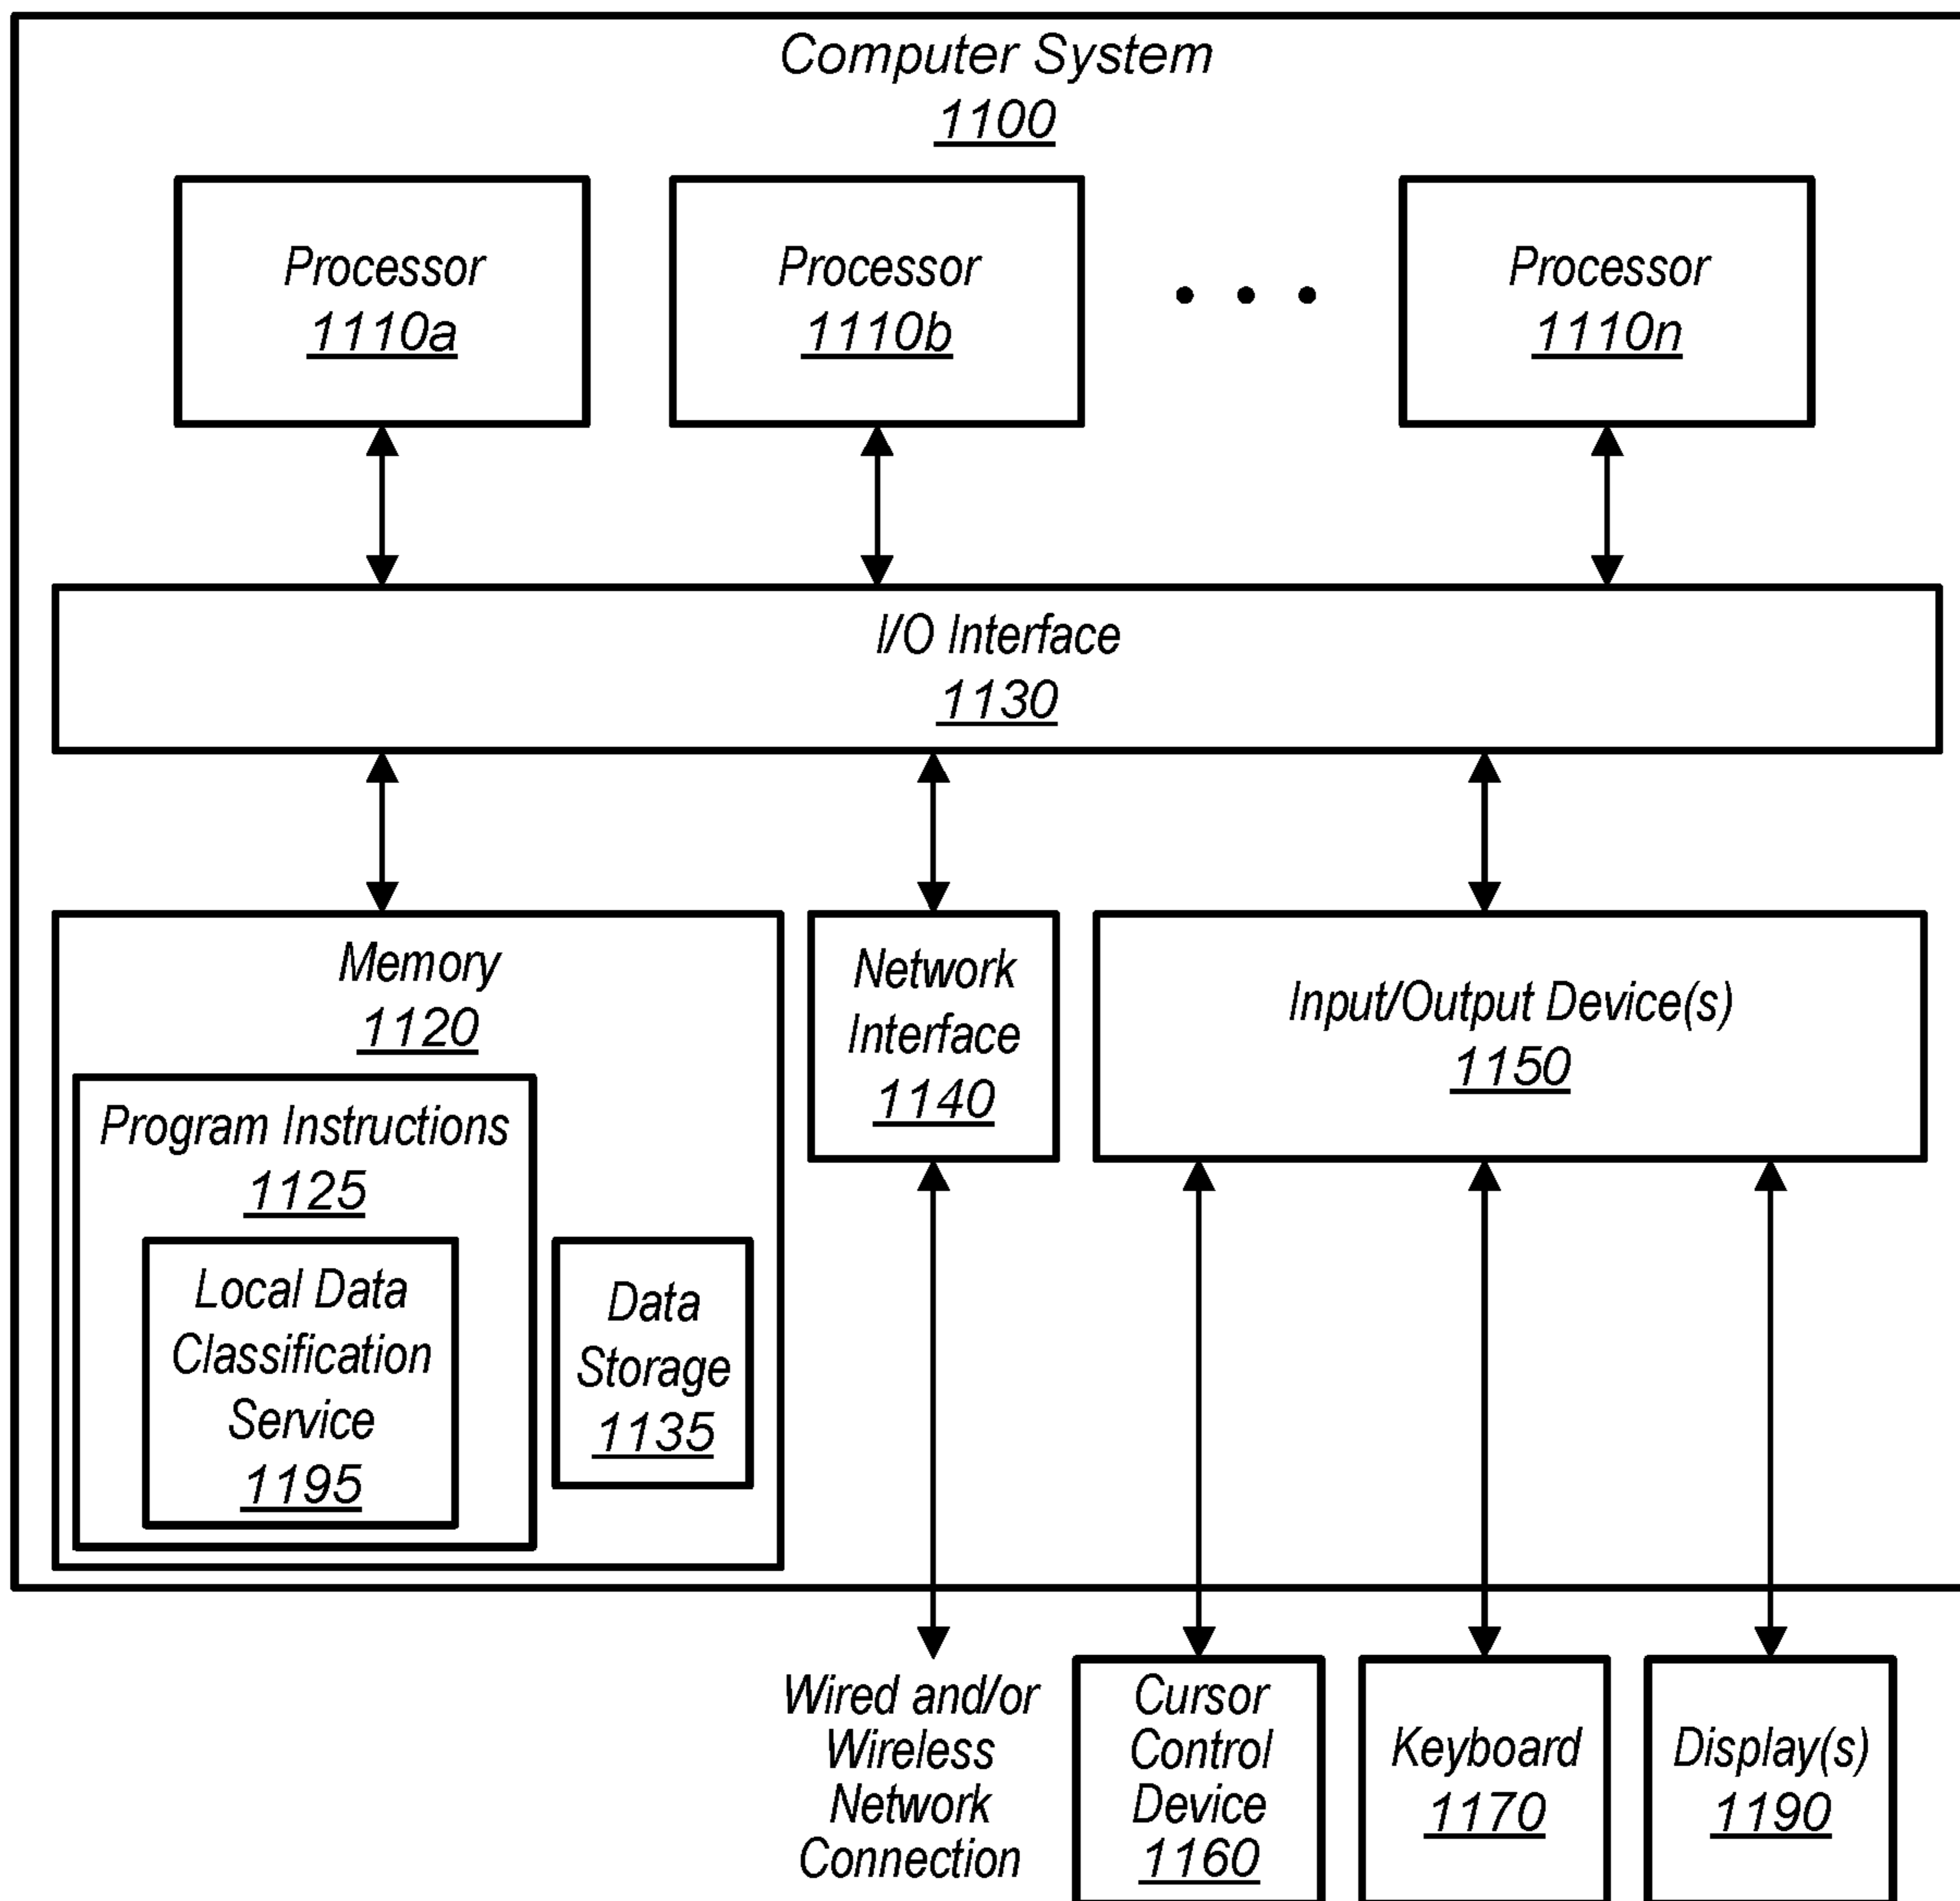 Computer System
1100
Processor
1110a
Processor
1110b
Processor
1110n
I/O Interface
1130
Memory
1120
Program Instructions
1125
Local Data
Classification
Service
1195
Data
Storage
1135
Network
Interface
1140
Input/Output Device(s)
1150
Wired and/or
Wireless
Network
Connection
Cursor
Control
Device
1160
Keyboard
1170
Display(s)
1190